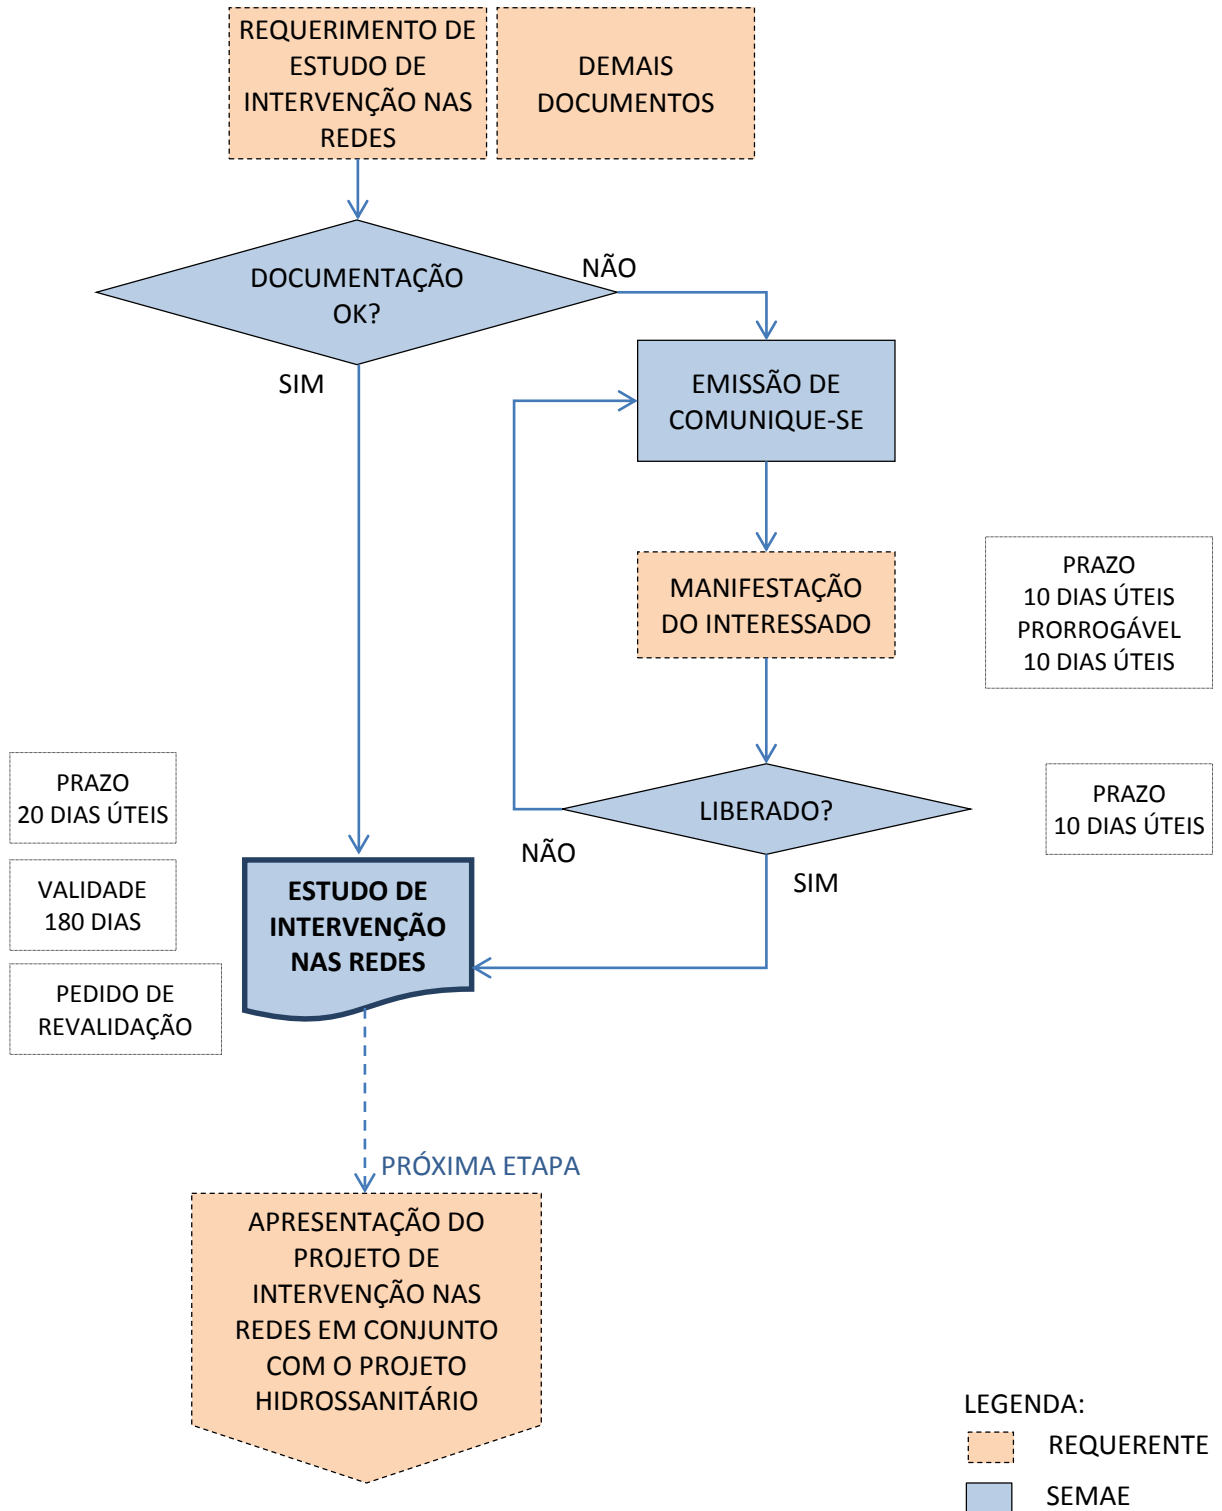 REQUERIMENTO DE
ESTUDO DE
INTERVENÇÃO NAS
REDES
DEMAIS
DOCUMENTOS
DOCUMENTAÇÃO
OK?
NÃO
SIM
EMISSÃO DE
COMUNIQUE-SE
MANIFESTAÇÃO
DO INTERESSADO
PRAZO
10 DIAS ÚTEIS
PRORROGÁVEL
10 DIAS ÚTEIS
LIBERADO?
NÃO
SIM
PRAZO
10 DIAS ÚTEIS
PRAZO
20 DIAS ÚTEIS
VALIDADE
180 DIAS
PEDIDO DE
REVALIDAÇÃO
ESTUDO DE
INTERVENÇÃO
NAS REDES
PRÓXIMA ETAPA
APRESENTAÇÃO DO
PROJETO DE
INTERVENÇÃO NAS
REDES EM CONJUNTO
COM O PROJETO
HIDROSSANITÁRIO
LEGENDA:
REQUERENTE
SEMAE